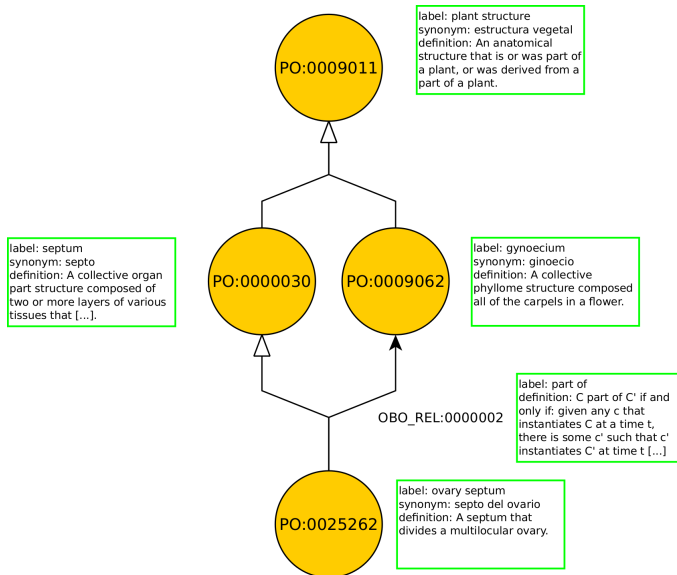 PO:0009011
label: plant structure
synonym: estructura vegetal
definition: An anatomical
structure that is or was part of
a plant, or was derived from a
part of a plant.
label: septum
synonym: septo
definition: A collective organ
part structure composed of
two or more layers of various
tissues that [...].
PO:0000030
PO:0009062
label: gynoecium
synonym: ginoecio
definition: A collective
phyllome structure composed
all of the carpels in a flower.
OBO_REL:0000002
label: part of
definition: C part of C' if and
only if: given any c that
instantiates C at a time t,
there is some c' such that c'
instantiates C' at time t [...]
PO:0025262
label: ovary septum
synonym: septo del ovario
definition: A septum that
divides a multilocular ovary.